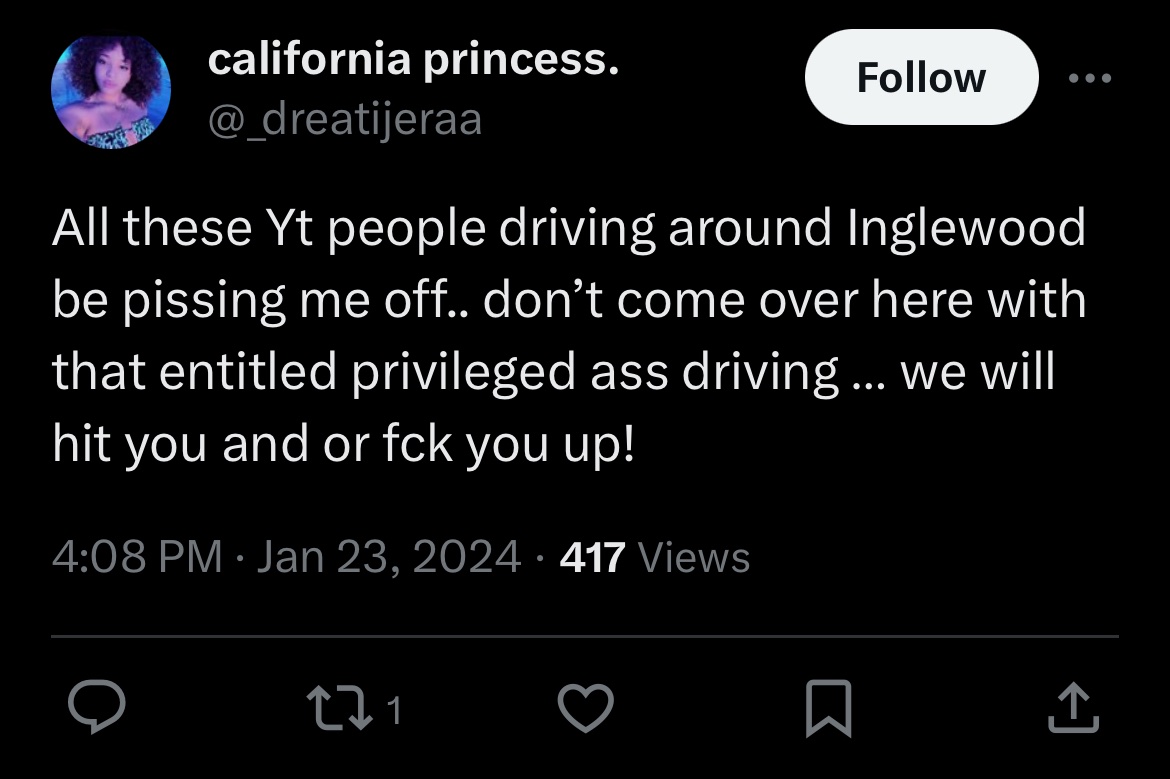 california princess.
Follow
@_dreatijeraa
All these Yt people driving around Inglewood
be pissing me off.. don’t come over here with
that entitled privileged ass driving ... we will
hit you and or fck you up!
4:08 PM · Jan 23, 2024 · 417 Views
1